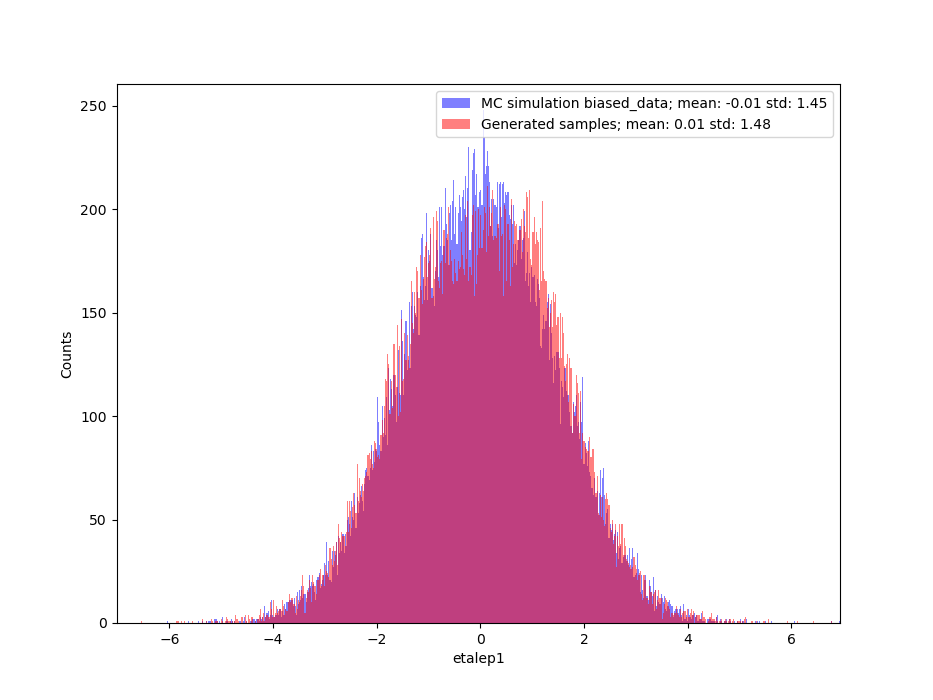 MC simulation biased_data; mean: -0.01 std: 1.45
Generated samples; mean: 0.01 std: 1.48
250
200
150
100
50
0
Counts
−6 −4 −2 0 2 4 6
etalep1